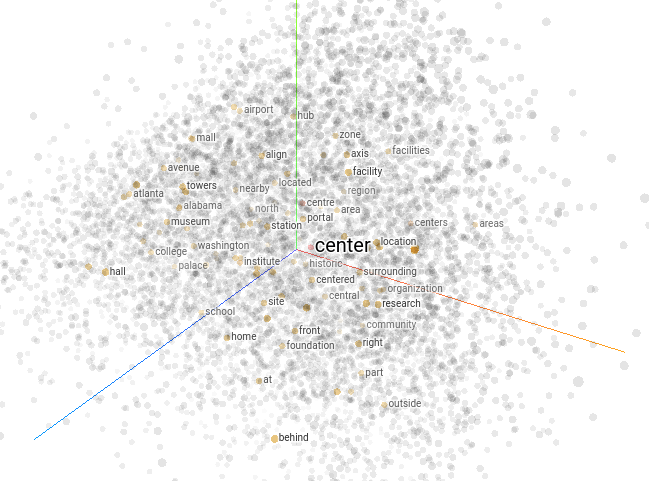 airport
hub
mall
zone
align
axis
facilities
avenue
facility
located
towers
nearby
region
atlanta
alabama
north
centre
area
museum
portal
station
centers
areas
washington
center
location
college
palace
institute
historic
hall
surrounding
centered
organization
central
site
research
school
community
home
front
foundation
right
part
at
outside
behind